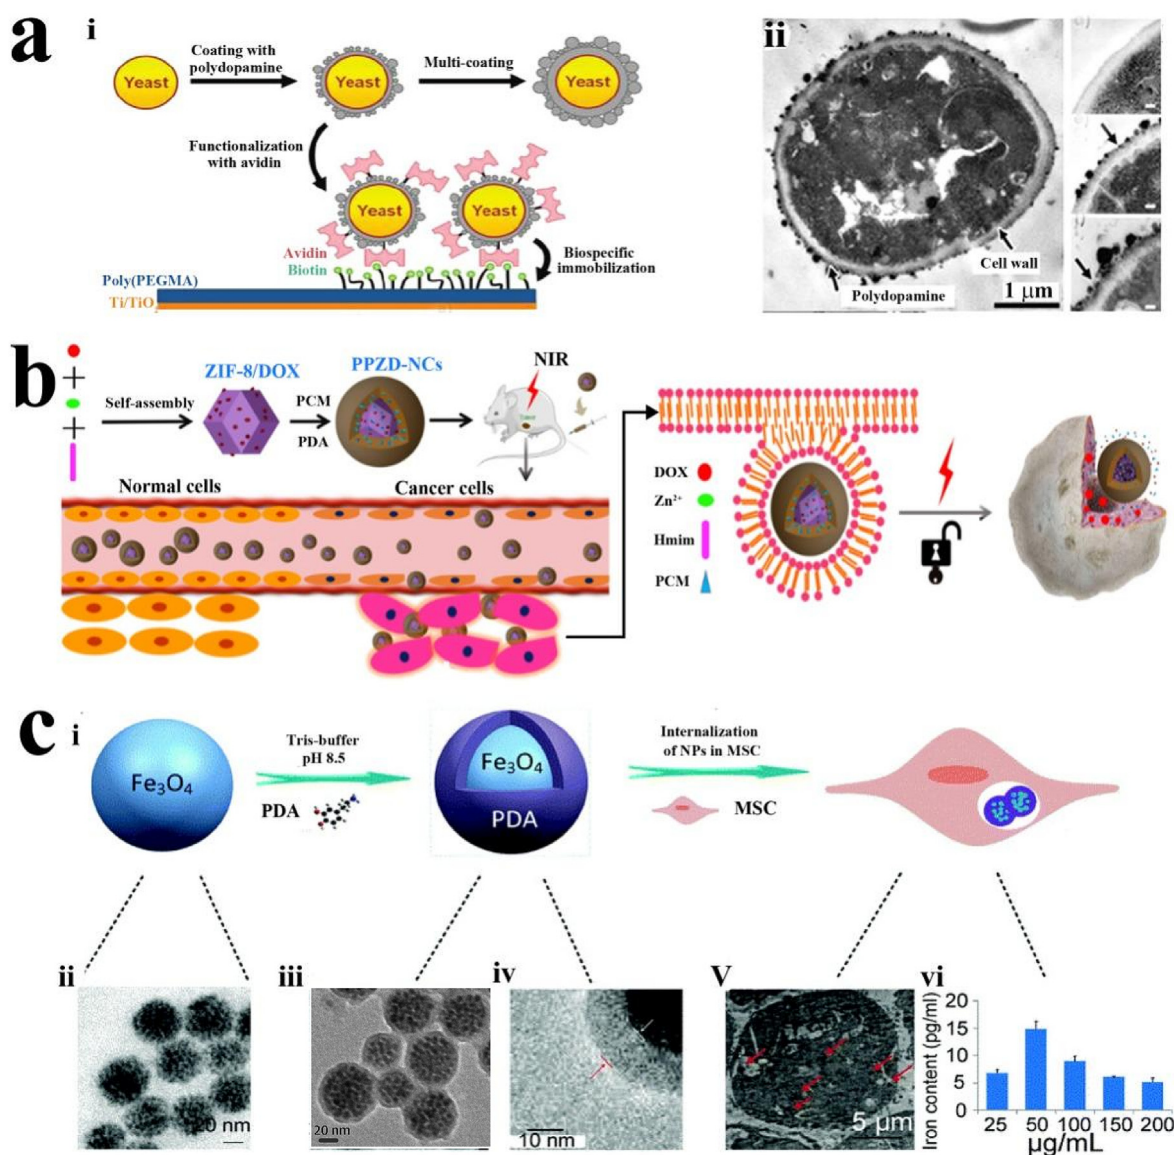 a
i
Yeast
Coating with
polydopamine
Yeast
Multi-coating
Yeast
Functionalization
with avidin
Yeast
Yeast
Avidin
Biotin
Biospecific
immobilization
Poly(PEGMA)
Ti/TiO
ii
Cell wall
Polydopamine
1 μm
b
ZIF-8/DOX
PPZD-NCs
NIR
Self-assembly
PCM
PDA
Normal cells
Cancer cells
DOX
Zn²⁺
Hmim
PCM
c
i
Fe₃O₄
Tris-buffer
pH 8.5
PDA
Fe₃O₄
PDA
Internalization
of NPs in MSC
MSC
ii
20 nm
iii
20 nm
iv
10 nm
V
5 μm
vi
Iron content (pg/ml)
20
15
10
5
0
25 50 100 150 200
μg/mL